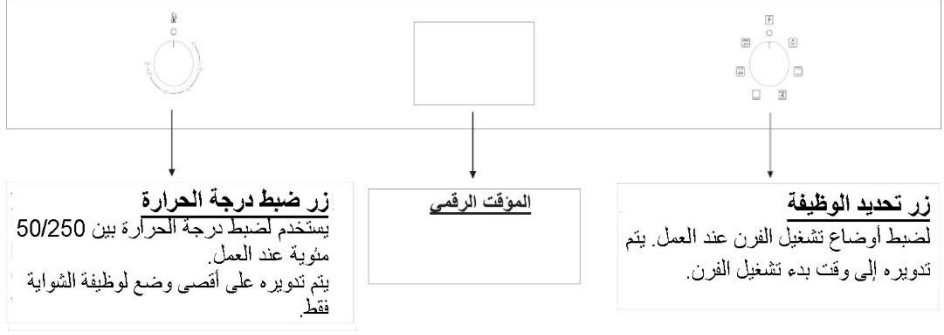 زر تحديد الوظيفة
لضبط أوضاع تشغيل الفرن عند العمل. يتم
تدويره إلى وقت بدء تشغيل الفرن.
المؤقت الرقمي
زر ضبط درجة الحرارة
يستخدم لضبط درجة الحرارة بين 50/250
مئوية عند العمل.
يتم تدويره على أقصى وضع لوظيفة الشواية
فقط.